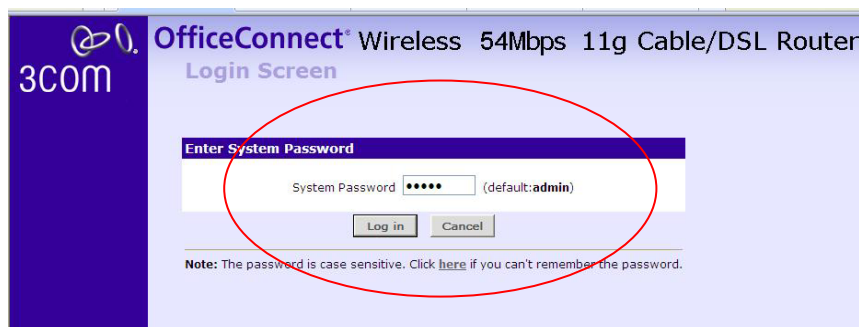 3COM
OfficeConnect® Wireless 54Mbps 11g Cable/DSL Router
Login Screen
Enter System Password
System Password ••••• (default:admin)
Log in Cancel
Note: The password is case sensitive. Click here if you can't remember the password.